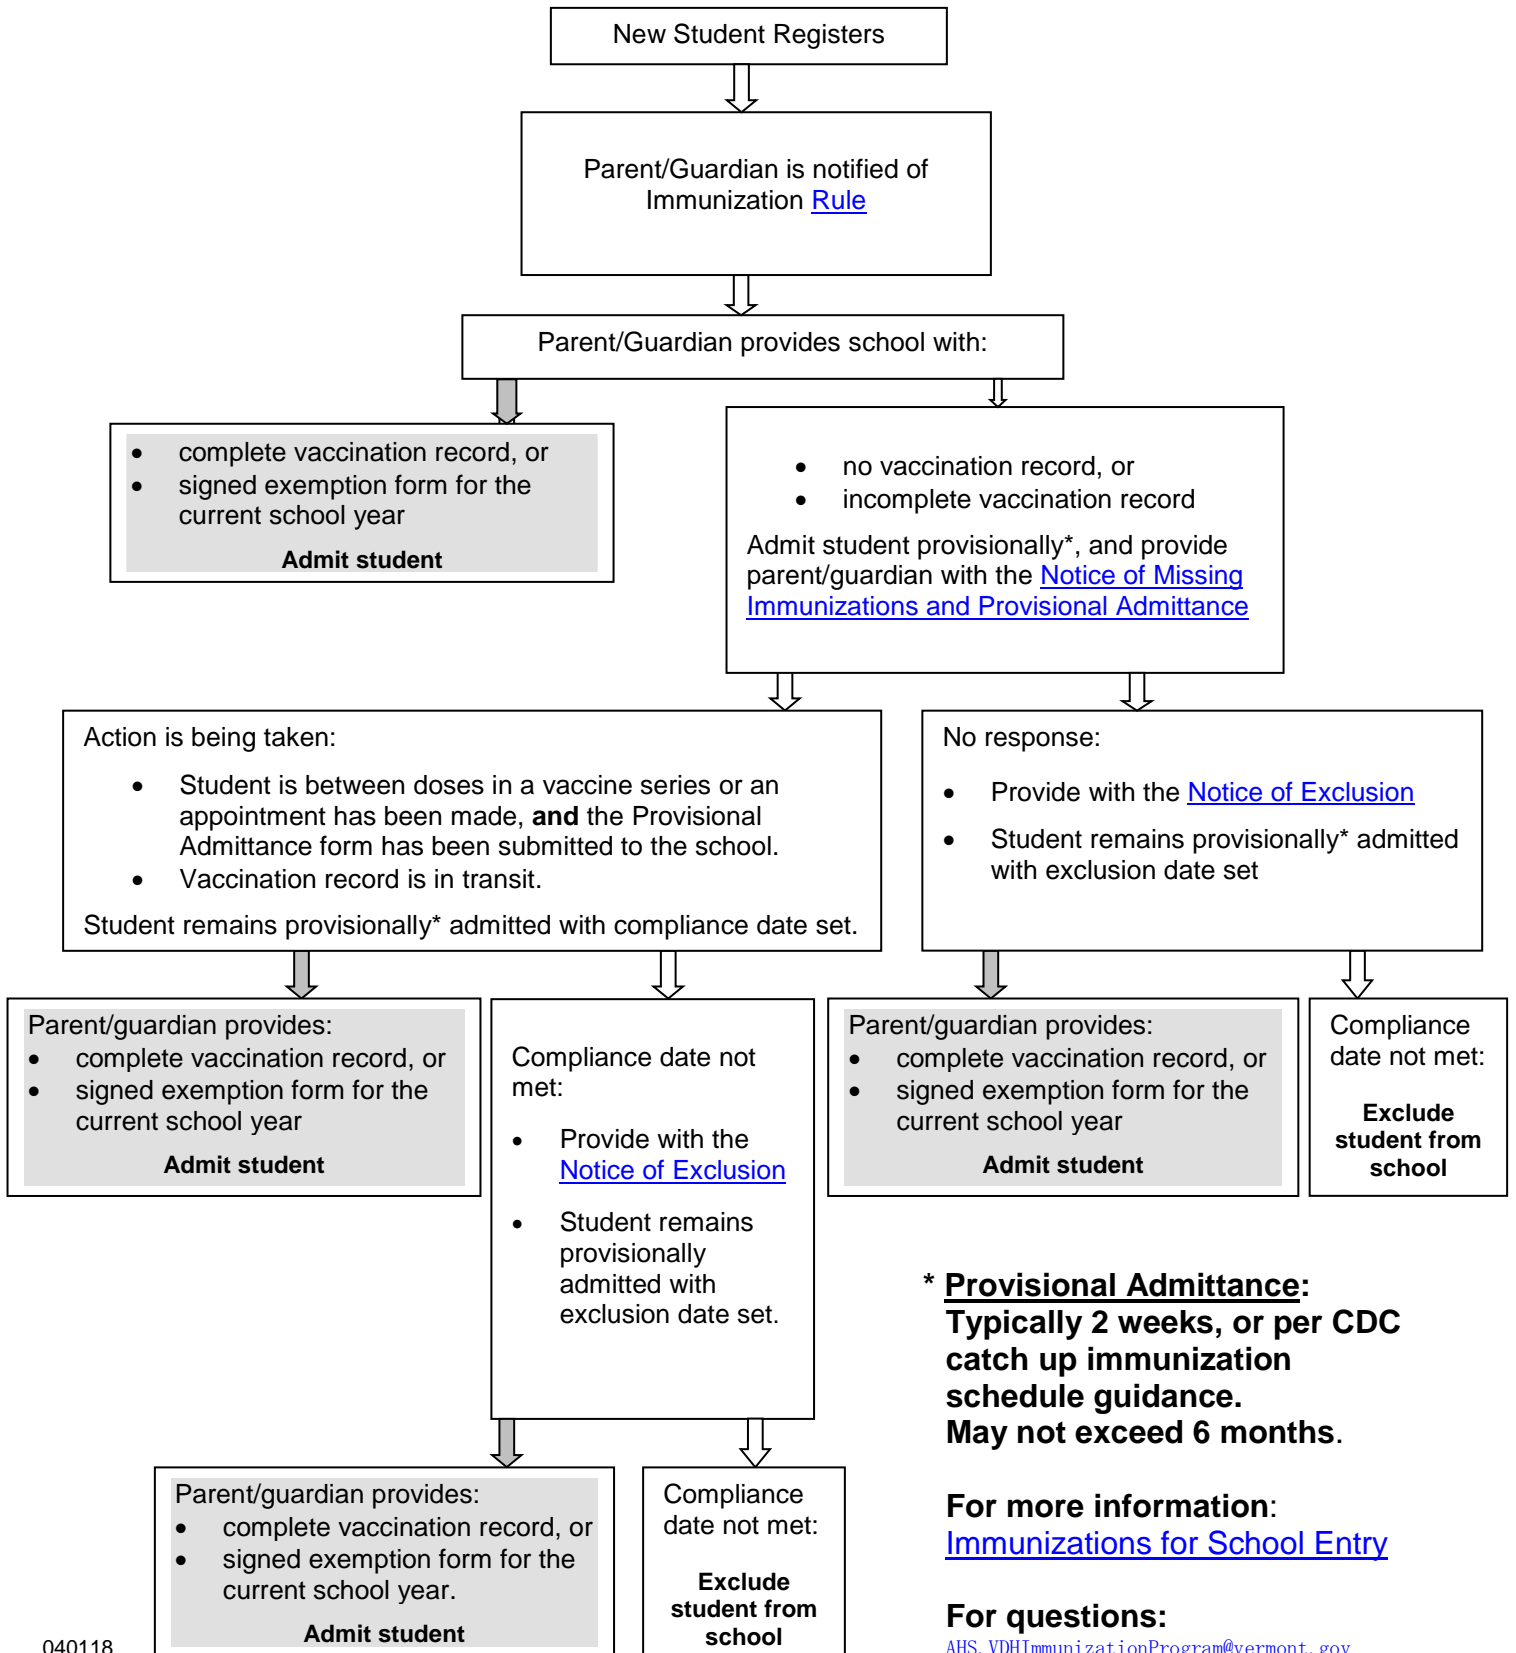 New Student Registers
Parent/Guardian is notified of
Immunization Rule
Parent/Guardian provides school with:
• complete vaccination record, or
• signed exemption form for the
current school year
Admit student
• no vaccination record, or
• incomplete vaccination record
Admit student provisionally*, and provide
parent/guardian with the Notice of Missing
Immunizations and Provisional Admittance
Action is being taken:
• Student is between doses in a vaccine series or an
appointment has been made, and the Provisional
Admittance form has been submitted to the school.
• Vaccination record is in transit.
Student remains provisionally* admitted with compliance date set.
No response:
• Provide with the Notice of Exclusion
• Student remains provisionally* admitted
with exclusion date set
Parent/guardian provides:
• complete vaccination record, or
• signed exemption form for the
current school year
Admit student
Compliance date not
met:
• Provide with the
Notice of Exclusion
• Student remains
provisionally
admitted with
exclusion date set.
Parent/guardian provides:
• complete vaccination record, or
• signed exemption form for the
current school year
Admit student
Compliance
date not met:
Exclude
student from
school
* Provisional Admittance:
Typically 2 weeks, or per CDC
catch up immunization
schedule guidance.
May not exceed 6 months.
For more information:
Immunizations for School Entry
For questions:
AHS.VDHImmunizationProgram@vermont.gov
Parent/guardian provides:
• complete vaccination record, or
• signed exemption form for the
current school year.
Admit student
Compliance
date not met:
Exclude
student from
school
040118